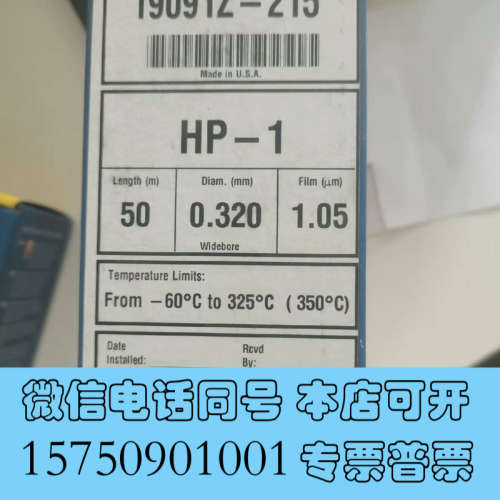 19091Z-215
Made in U.S.A.
HP-1
Length (m) Diam. (mm) Film (µm)
50 0.320 1.05
Widebore
Temperature Limits:
From -60°C to 325°C (350°C)
Date Rcvd
Installed: By:
微信电话同号 本店可开
15750901001 专票普票